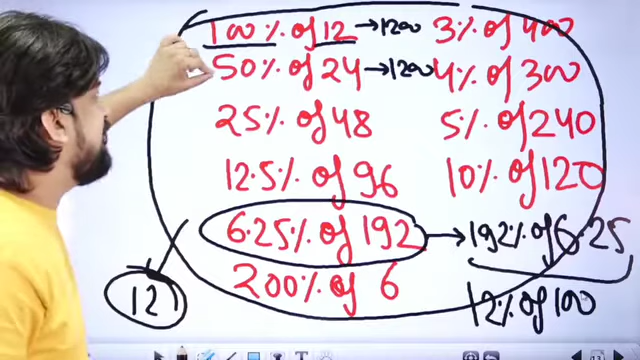 100% of 12 → 1200 3% of 400
50% of 24 → 1200 4% of 300
25% of 48 5% of 240
12.5% of 96 10% of 120
6.25% of 192 → 192% of 6.25
200% of 6 12% of 100
12